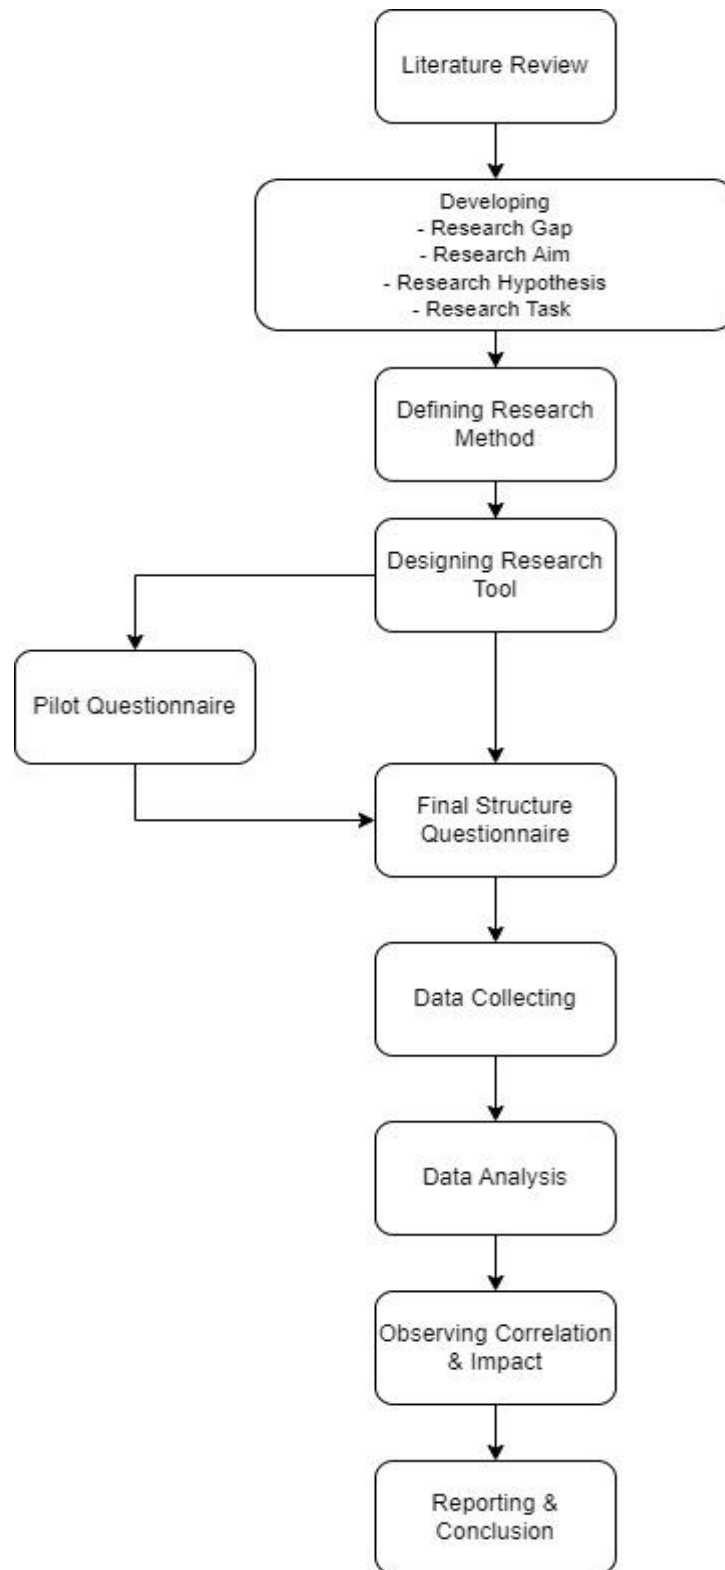 Literature Review
Developing
- Research Gap
- Research Aim
- Research Hypothesis
- Research Task
Defining Research
Method
Designing Research
Tool
Pilot Questionnaire
Final Structure
Questionnaire
Data Collecting
Data Analysis
Observing Correlation
& Impact
Reporting &
Conclusion